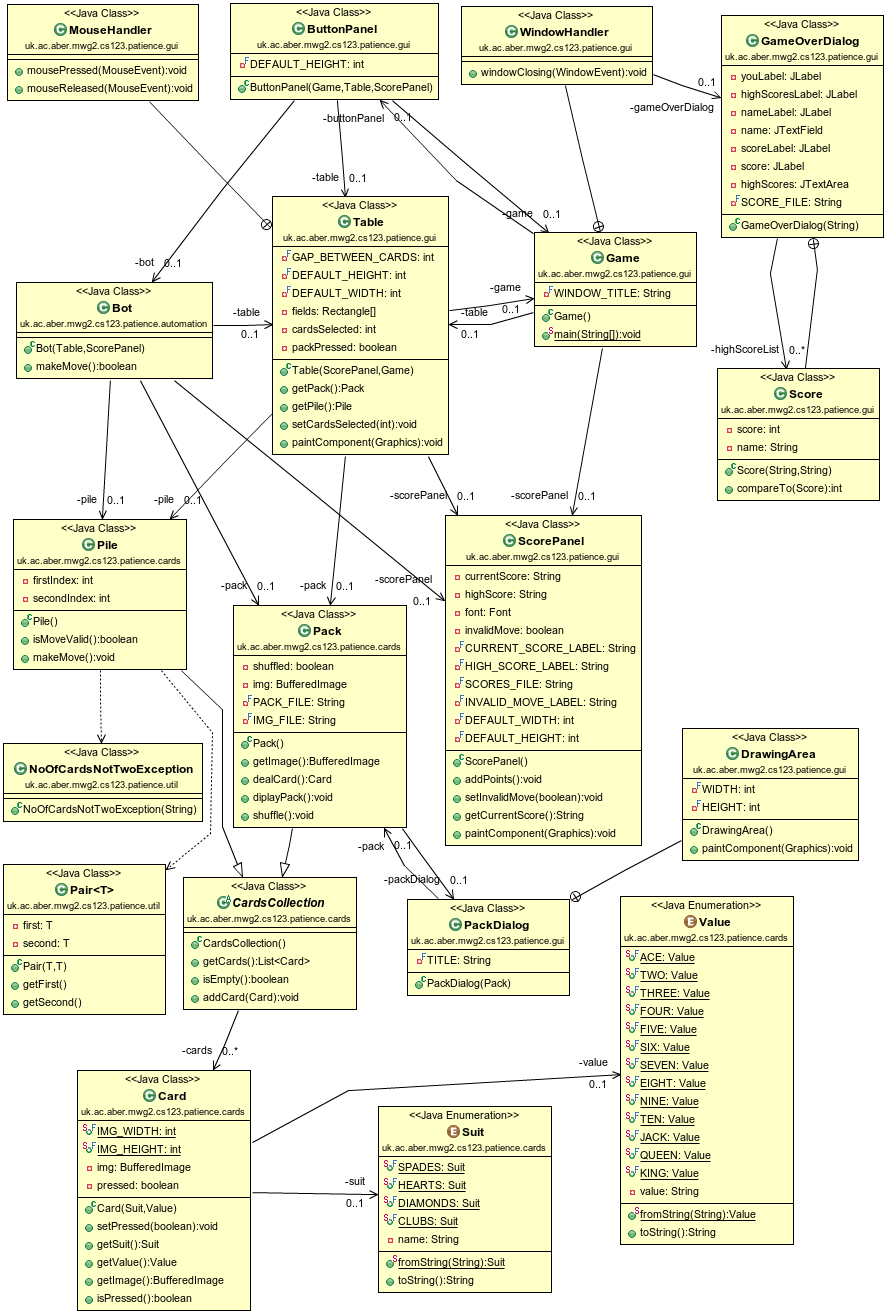 <<Java Class>>
MouseHandler
uk.ac.aber.mwg2.cs123.patience.gui
mousePressed(MouseEvent):void
mouseReleased(MouseEvent):void
<<Java Class>>
ButtonPanel
uk.ac.aber.mwg2.cs123.patience.gui
DEFAULT_HEIGHT: int
ButtonPanel(Game,Table,ScorePanel)
<<Java Class>>
WindowHandler
uk.ac.aber.mwg2.cs123.patience.gui
windowClosing(WindowEvent):void
<<Java Class>>
GameOverDialog
uk.ac.aber.mwg2.cs123.patience.gui
youLabel: JLabel
highScoresLabel: JLabel
nameLabel: JLabel
name: JTextField
scoreLabel: JLabel
score: JLabel
highScores: JTextArea
SCORE_FILE: String
GameOverDialog(String)
0..1
-gameOverDialog
-buttonPanel
0..1
-table
0..1
-game
0..1
-bot
0..1
<<Java Class>>
Table
uk.ac.aber.mwg2.cs123.patience.gui
GAP_BETWEEN_CARDS: int
DEFAULT_HEIGHT: int
DEFAULT_WIDTH: int
fields: Rectangle[]
cardsSelected: int
packPressed: boolean
Table(ScorePanel,Game)
getPack():Pack
getPile():Pile
setCardsSelected(int):void
paintComponent(Graphics):void
<<Java Class>>
Game
uk.ac.aber.mwg2.cs123.patience.gui
WINDOW_TITLE: String
Game()
main(String[]):void
<<Java Class>>
Bot
uk.ac.aber.mwg2.cs123.patience.automation
Bot(Table,ScorePanel)
makeMove():boolean
-table
0..1
-game
0..1
-table
0..1
-highScoreList
0..*
<<Java Class>>
Score
uk.ac.aber.mwg2.cs123.patience.gui
score: int
name: String
Score(String,String)
compareTo(Score):int
-pile
0..1
-pile
0..1
-scorePanel
0..1
-scorePanel
0..1
<<Java Class>>
Pile
uk.ac.aber.mwg2.cs123.patience.cards
firstIndex: int
secondIndex: int
Pile()
isMoveValid():boolean
makeMove():void
-pack
0..1
-pack
0..1
-scorePanel
0..1
<<Java Class>>
ScorePanel
uk.ac.aber.mwg2.cs123.patience.gui
currentScore: String
highScore: String
font: Font
invalidMove: boolean
CURRENT_SCORE_LABEL: String
HIGH_SCORE_LABEL: String
SCORES_FILE: String
INVALID_MOVE_LABEL: String
DEFAULT_WIDTH: int
DEFAULT_HEIGHT: int
ScorePanel()
addPoints():void
setInvalidMove(boolean):void
getCurrentScore():String
paintComponent(Graphics):void
<<Java Class>>
Pack
uk.ac.aber.mwg2.cs123.patience.cards
shuffled: boolean
img: BufferedImage
PACK_FILE: String
IMG_FILE: String
Pack()
getImage():BufferedImage
dealCard():Card
diplayPack():void
shuffle():void
<<Java Class>>
NoOfCardsNotTwoException
uk.ac.aber.mwg2.cs123.patience.util
NoOfCardsNotTwoException(String)
<<Java Class>>
DrawingArea
uk.ac.aber.mwg2.cs123.patience.gui
WIDTH: int
HEIGHT: int
DrawingArea()
paintComponent(Graphics):void
-pack
0..1
-packDialog
0..1
<<Java Class>>
Pair<T>
uk.ac.aber.mwg2.cs123.patience.util
first: T
second: T
Pair(T,T)
getFirst()
getSecond()
<<Java Class>>
CardsCollection
uk.ac.aber.mwg2.cs123.patience.cards
CardsCollection()
getCards():List<Card>
isEmpty():boolean
addCard(Card):void
<<Java Class>>
PackDialog
uk.ac.aber.mwg2.cs123.patience.gui
TITLE: String
PackDialog(Pack)
<<Java Enumeration>>
Value
uk.ac.aber.mwg2.cs123.patience.cards
ACE: Value
TWO: Value
THREE: Value
FOUR: Value
FIVE: Value
SIX: Value
SEVEN: Value
EIGHT: Value
NINE: Value
TEN: Value
JACK: Value
QUEEN: Value
KING: Value
value: String
fromString(String):Value
toString():String
-cards
0..*
-value
0..1
<<Java Class>>
Card
uk.ac.aber.mwg2.cs123.patience.cards
IMG_WIDTH: int
IMG_HEIGHT: int
img: BufferedImage
pressed: boolean
Card(Suit,Value)
setPressed(boolean):void
getSuit():Suit
getValue():Value
getImage():BufferedImage
isPressed():boolean
-suit
0..1
<<Java Enumeration>>
Suit
uk.ac.aber.mwg2.cs123.patience.cards
SPADES: Suit
HEARTS: Suit
DIAMONDS: Suit
CLUBS: Suit
name: String
fromString(String):Suit
toString():String